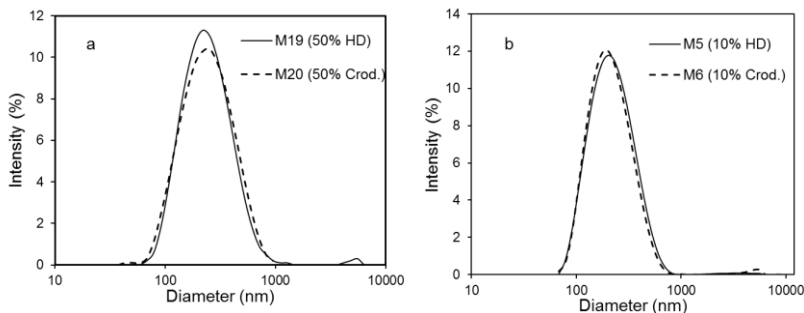 a
M19 (50% HD)
M20 (50% Crod.)
Intensity (%)
12
10
8
6
4
2
0
10 100 1000 10000
Diameter (nm)
b
M5 (10% HD)
M6 (10% Crod.)
Intensity (%)
14
12
10
8
6
4
2
0
10 100 1000 10000
Diameter (nm)